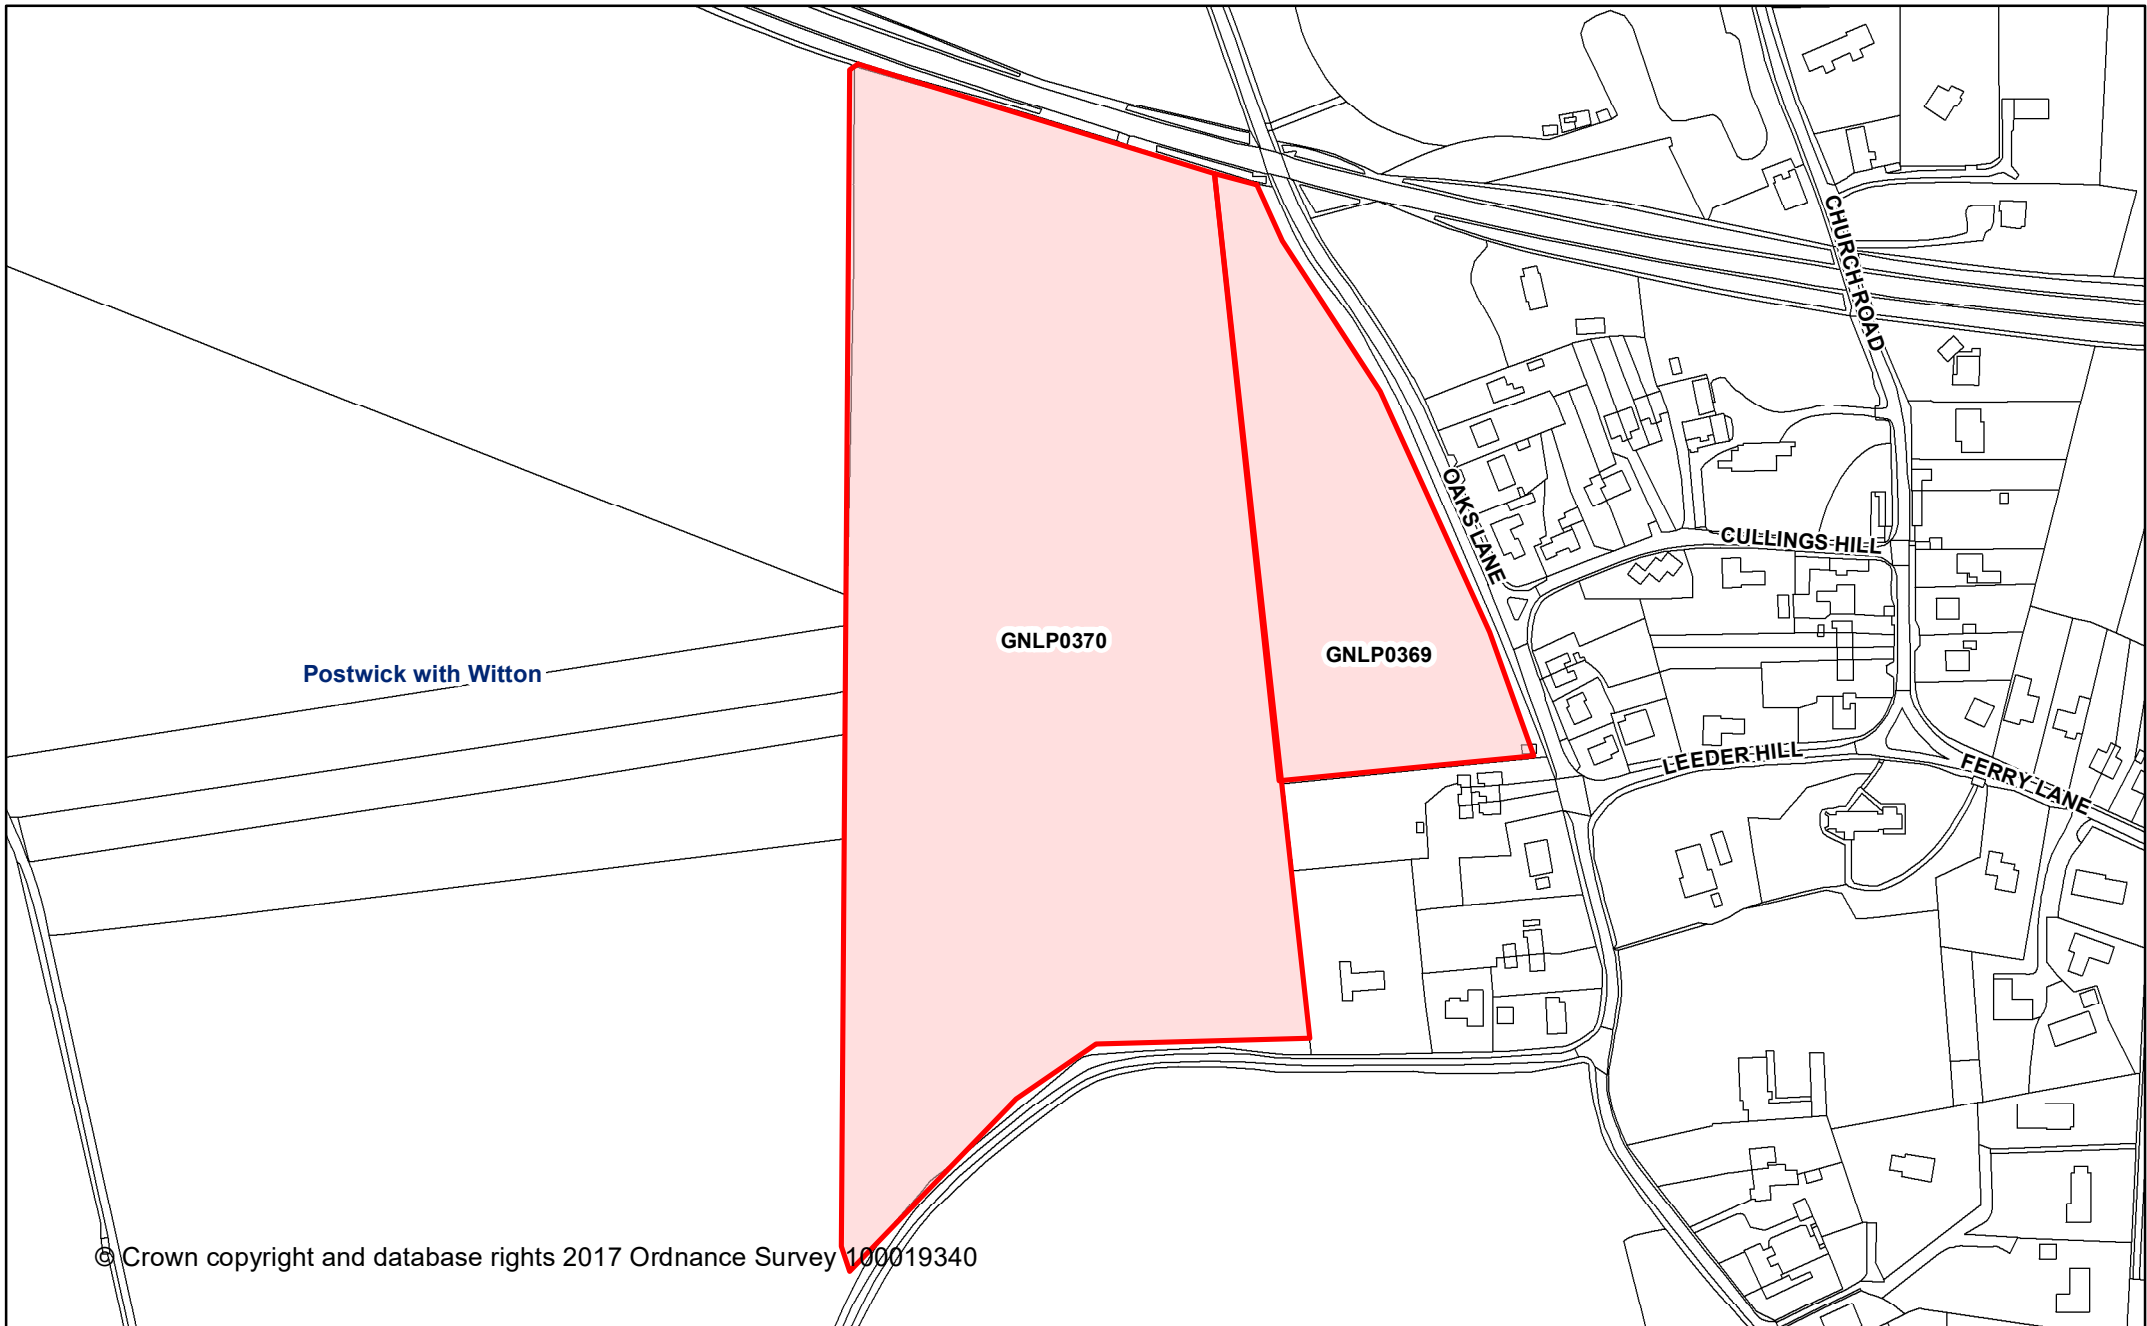 CHURCH ROAD
OAKS LANE
CULLINGS HILL
GNLP0370
GNLP0369
Postwick with Witton
LEEDER HILL
FERRY LANE
© Crown copyright and database rights 2017 Ordnance Survey 100019340